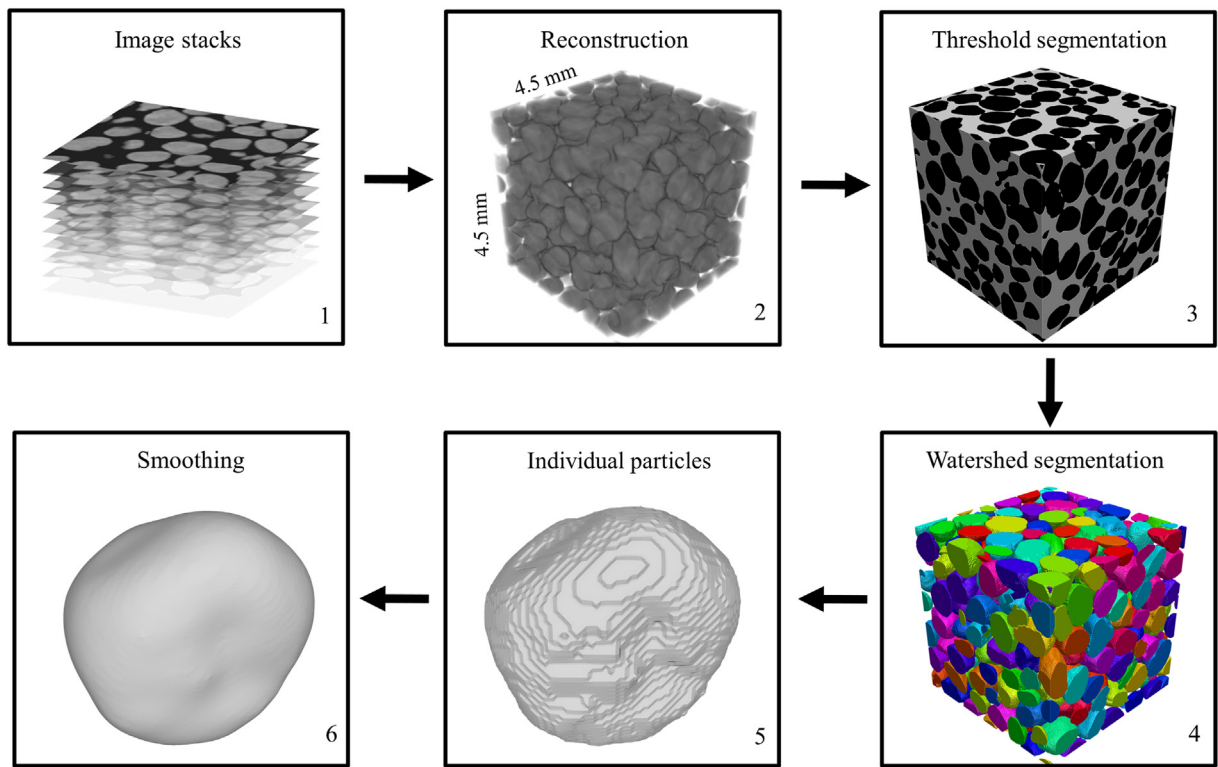 Image stacks
1
Reconstruction
4.5 mm
4.5 mm
2
Threshold segmentation
3
Watershed segmentation
4
Individual particles
5
Smoothing
6